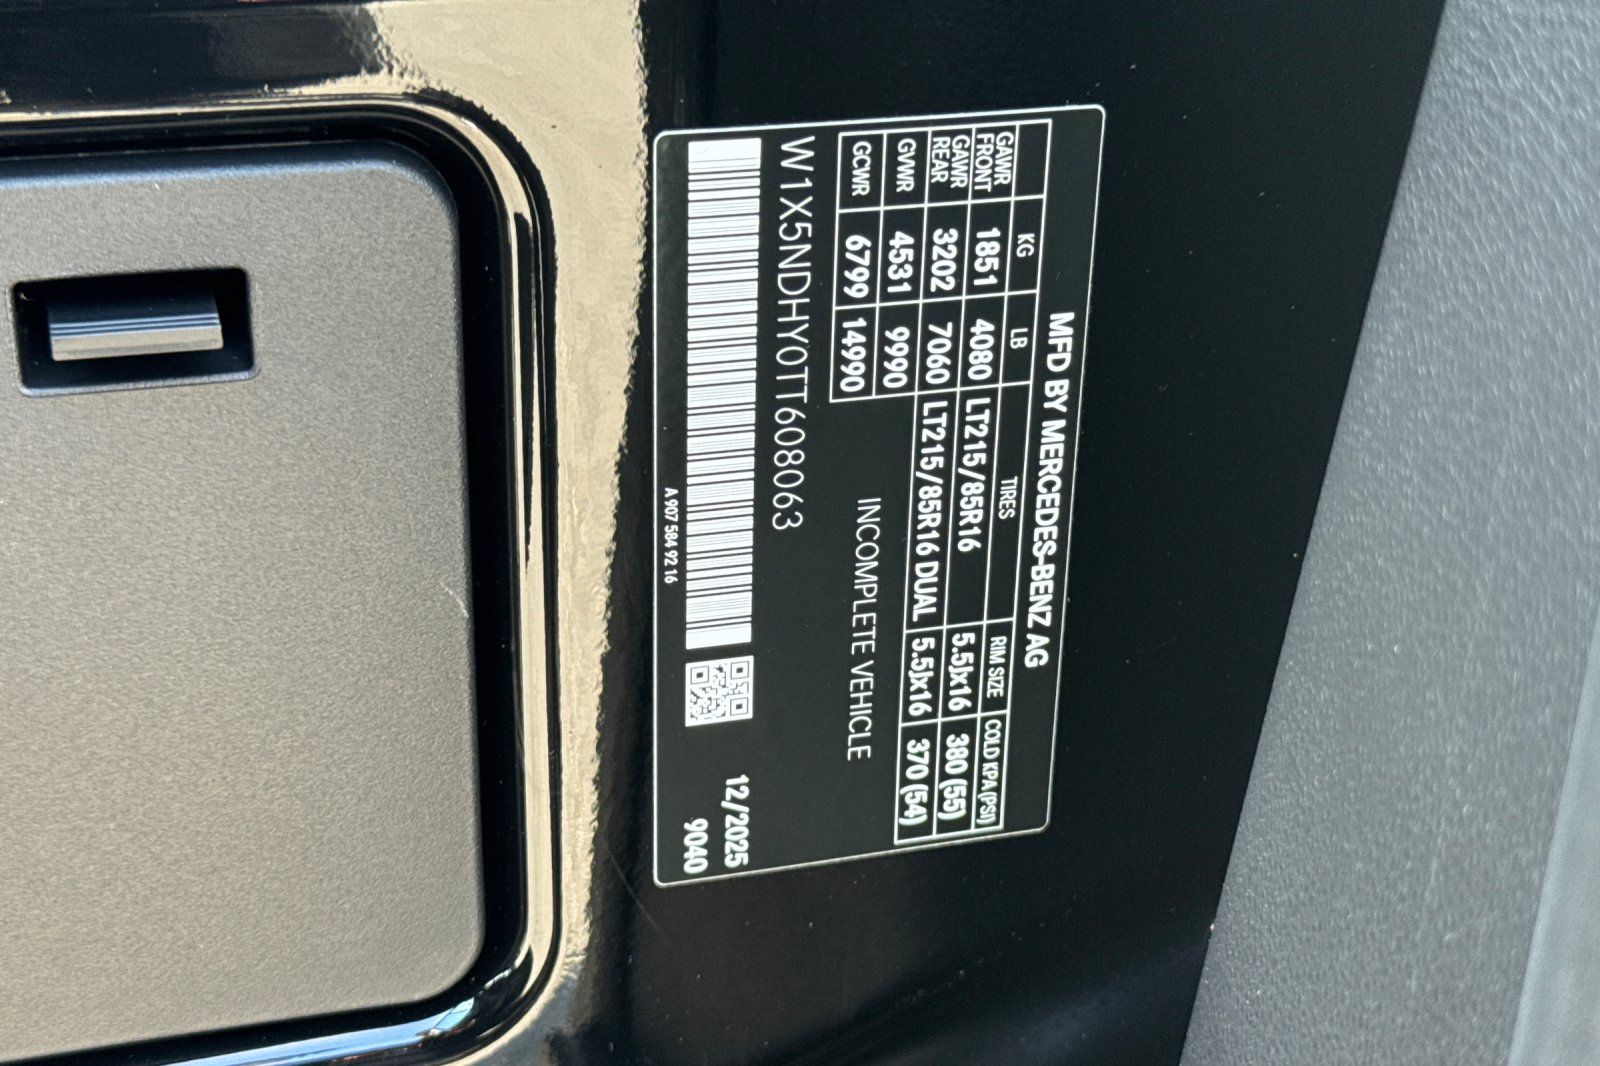 MFD BY MERCEDES-BENZ AG
KG LB TIRES RIM SIZE COLD KPA (PSI)
GAWR FRONT 1851 4080 LT215/85R16 5.5Jx16 380 (55)
GAWR REAR 3202 7060 LT215/85R16 DUAL 5.5Jx16 370 (54)
GVWR 4531 9990
GCWR 6799 14990
INCOMPLETE VEHICLE
W1X5NDHY0TT608063
12/2025
9040
A 907 584 92 16